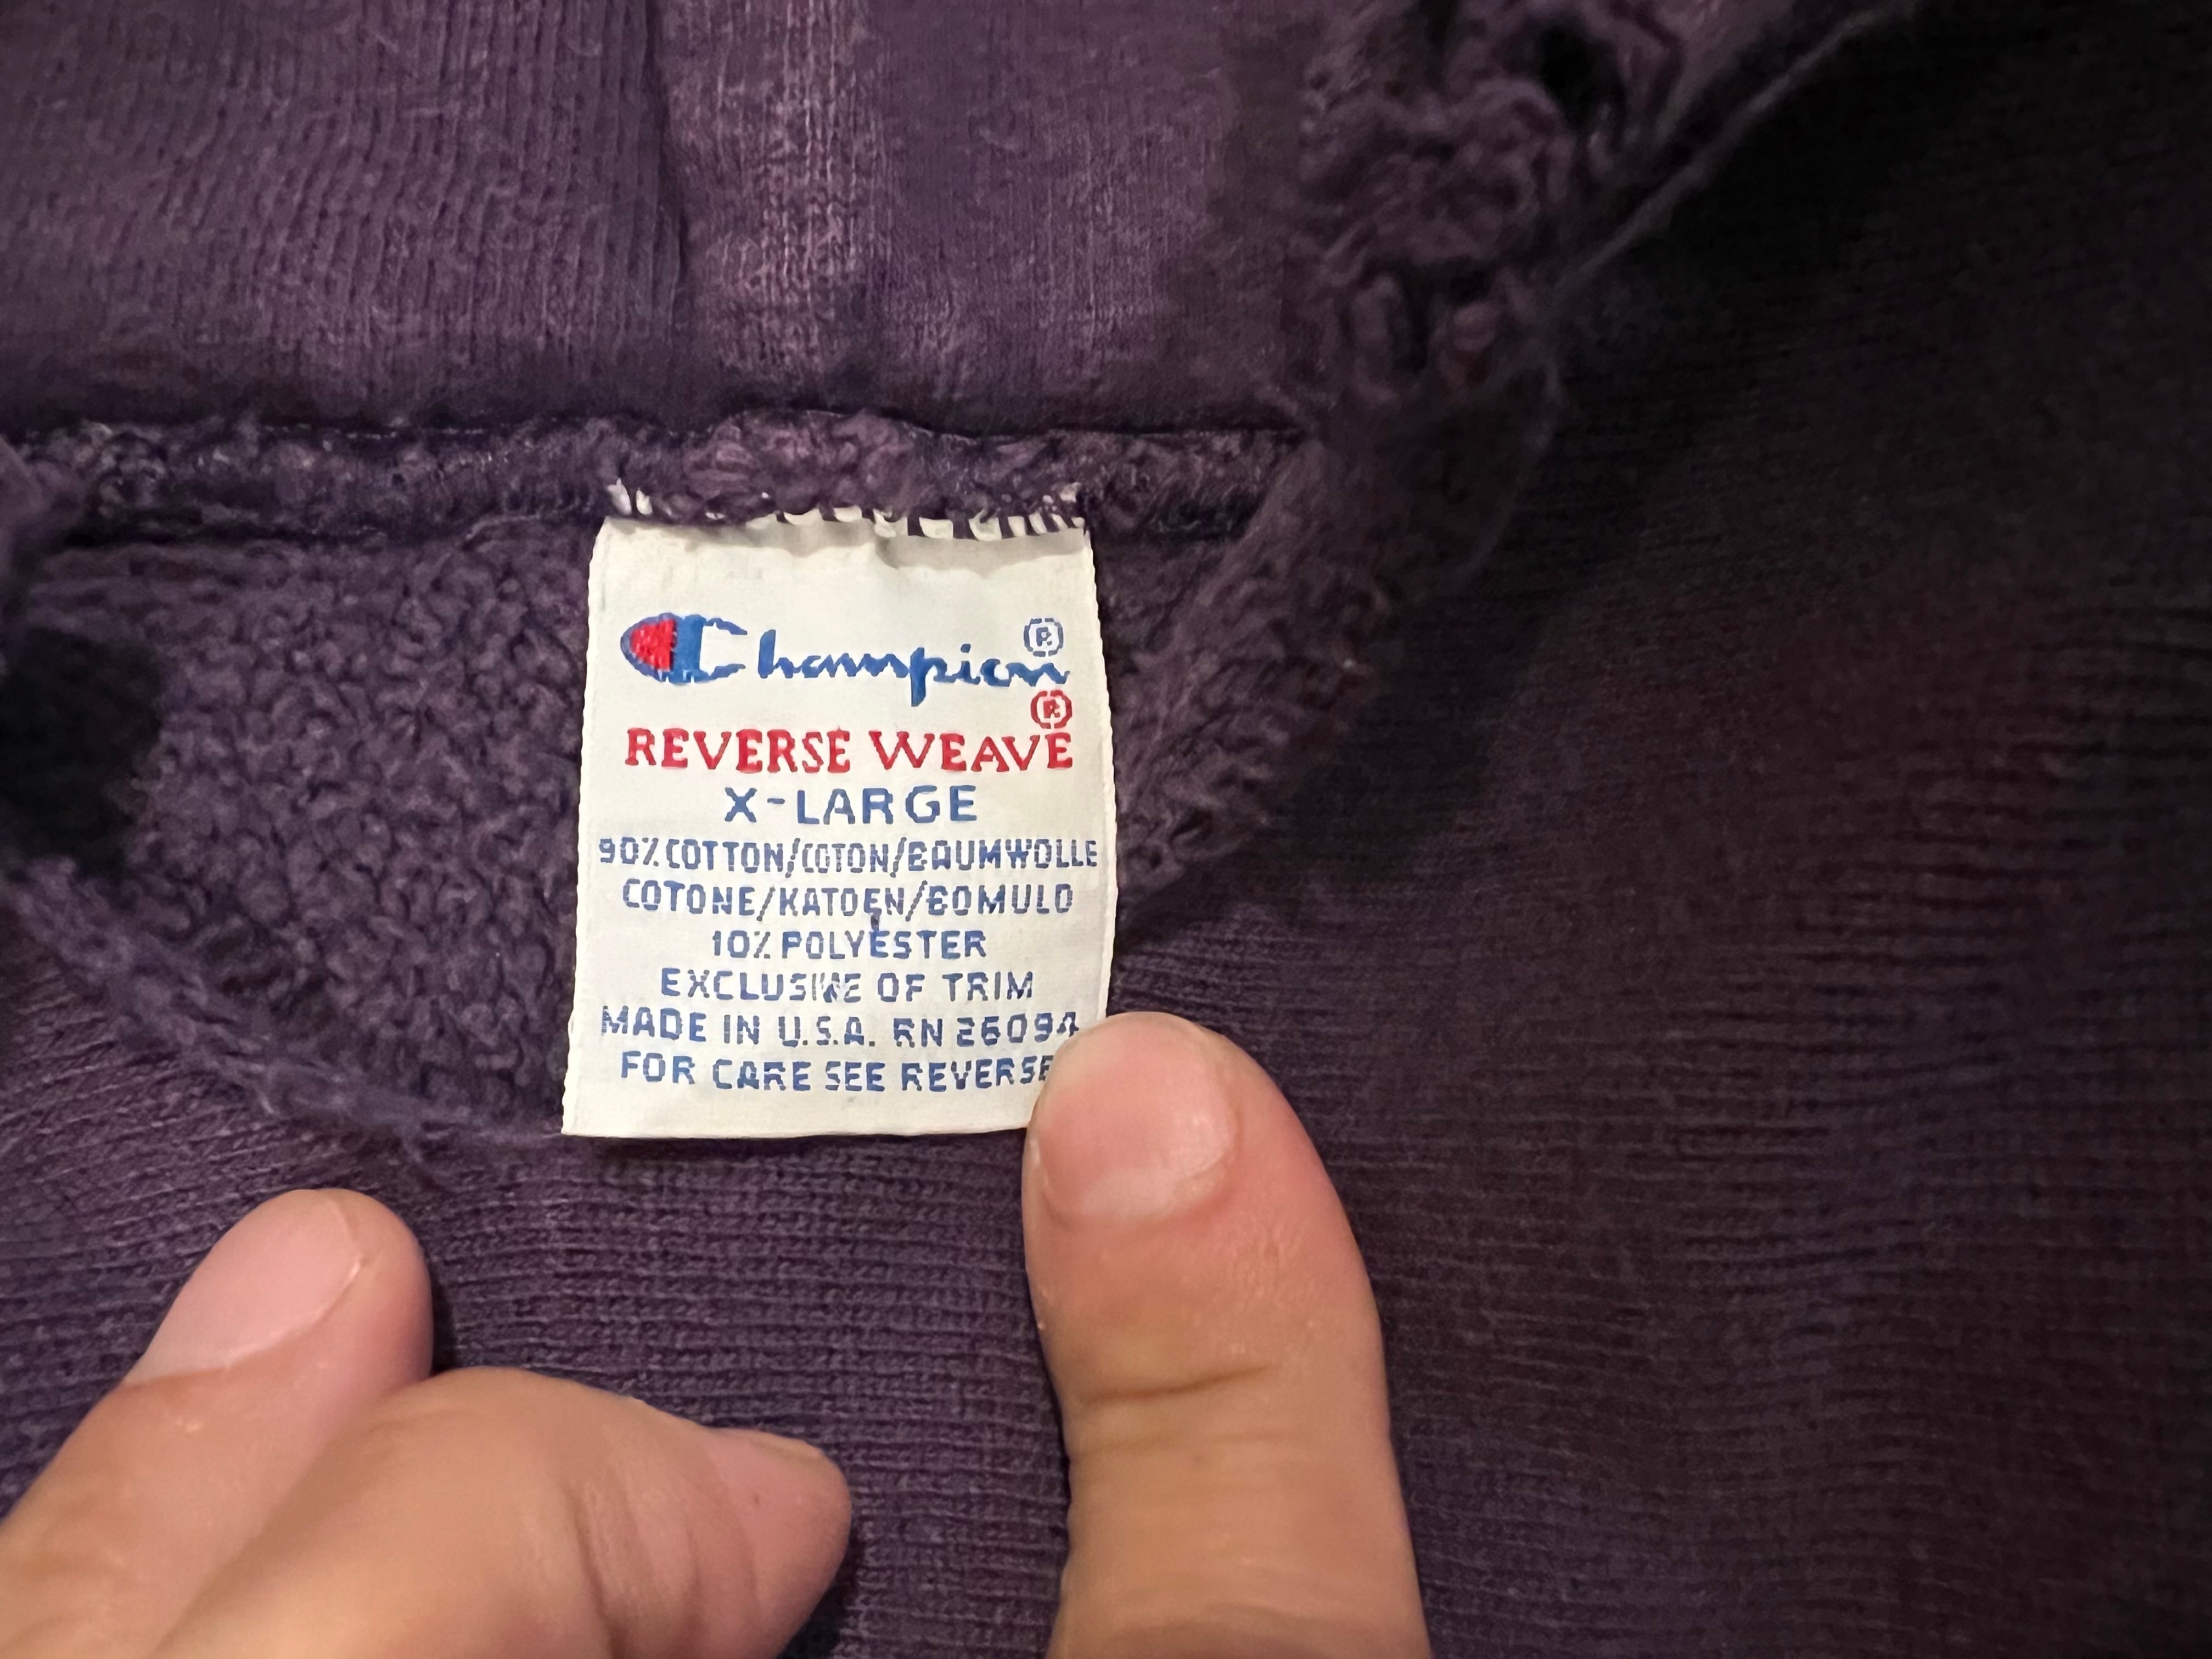 Champion ®
®
REVERSE WEAVE
X-LARGE
90% COTTON/COTON/BAUMWOLLE
COTONE/KATOEN/BOMULD
10% POLYESTER
EXCLUSIVE OF TRIM
MADE IN U.S.A. RN 26094
FOR CARE SEE REVERSE